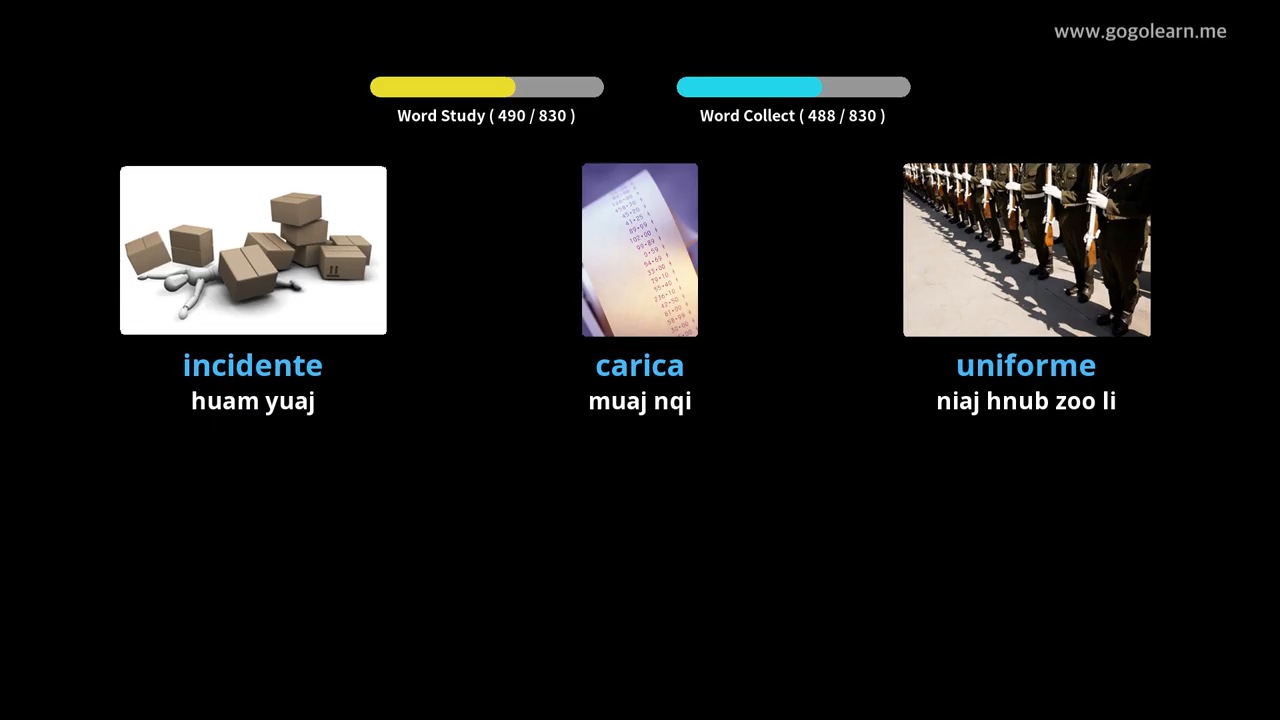 www.gogolearn.me
Word Study ( 490 / 830 )
Word Collect ( 488 / 830 )
incidente
carica
uniforme
huam yuaj
muaj nqi
niaj hnub zoo li